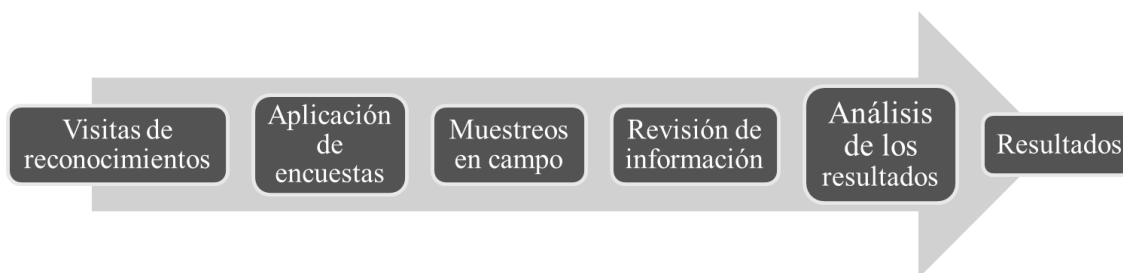 Visitas de
reconocimientos
Aplicación
de
encuestas
Muestreos
en campo
Revisión de
información
Análisis
de los
resultados
Resultados